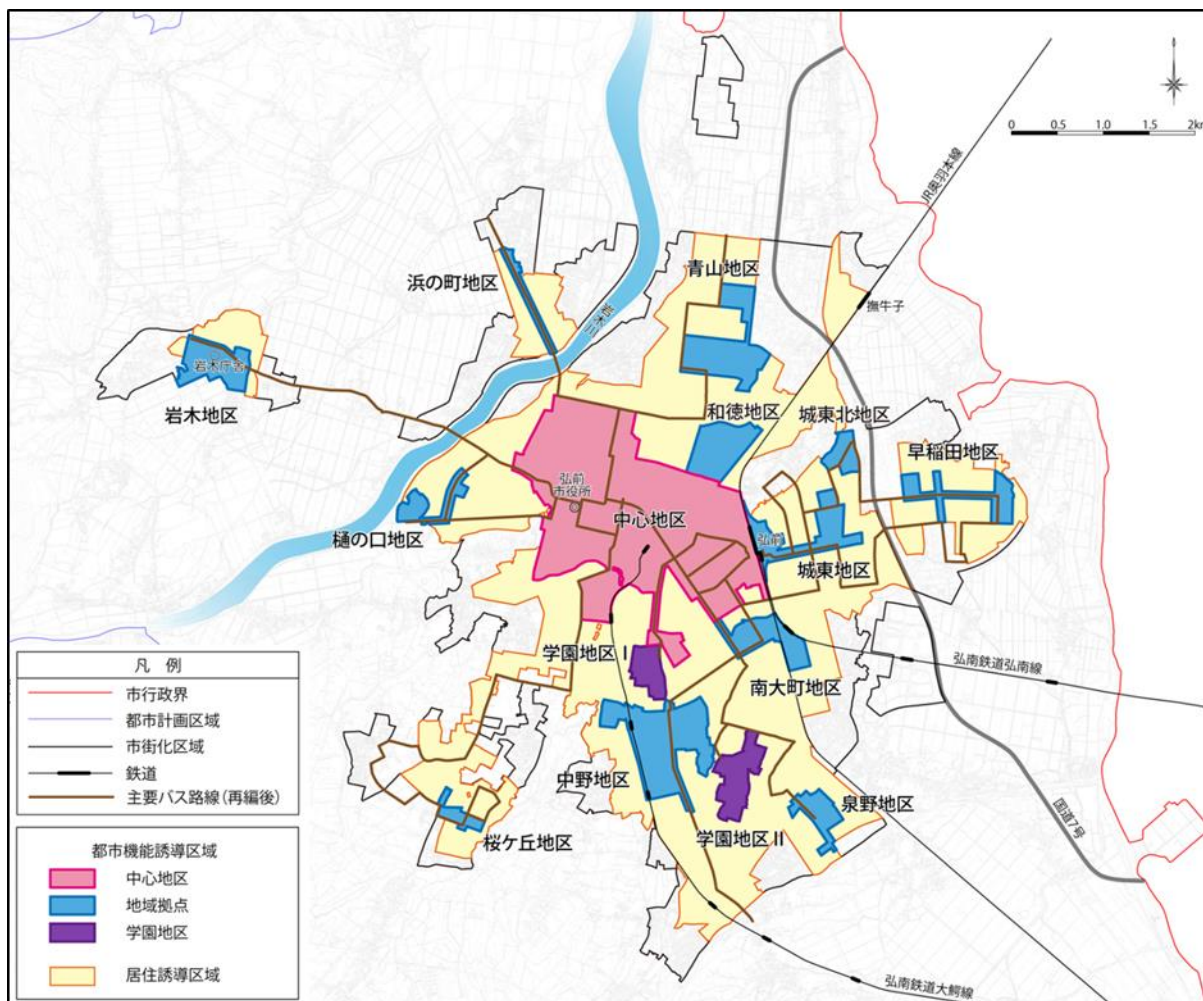 0 0.5 1.0 1.5 2km
JR奥羽本線
青山地区
浜の町地区
撫牛子
岩木川
岩木庁舎
岩木地区
和徳地区
城東北地区
早稲田地区
弘前
市役所
中心地区
樋の口地区
弘前
城東地区
学園地区Ⅰ
弘南鉄道弘南線
南大町地区
中野地区
泉野地区
学園地区Ⅱ
桜ケ丘地区
国道7号
弘南鉄道大鰐線
凡 例
市行政界
都市計画区域
市街化区域
鉄道
主要バス路線(再編後)
都市機能誘導区域
中心地区
地域拠点
学園地区
居住誘導区域